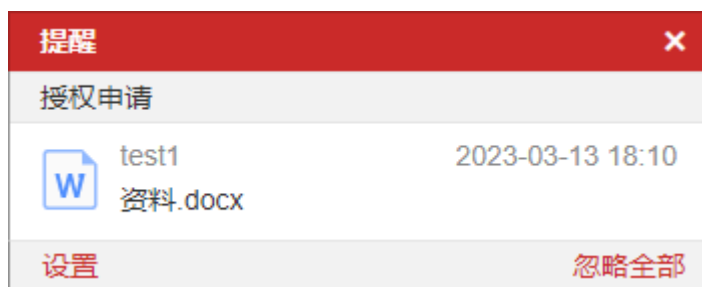 提醒 ×
授权申请
test1 2023-03-13 18:10
W 资料.docx
设置 忽略全部